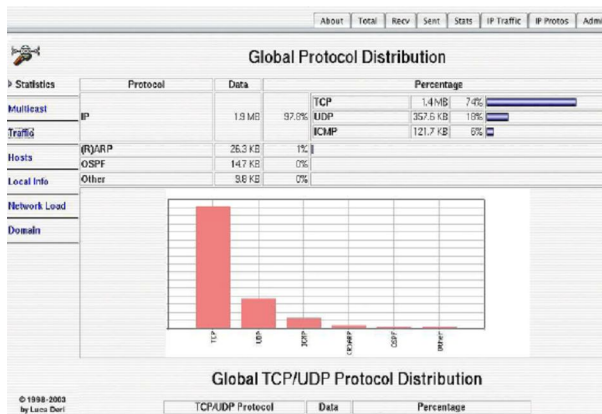 About Total Recv Sent Stats IP Traffic IP Protos Admi
Global Protocol Distribution
Statistics
Multicast
Traffic
Hosts
Local Info
Network Load
Domain
Protocol Data Percentage
IP 1.9 MB 97.8% TCP 1.4 MB 74%
UDP 357.6 KB 18%
ICMP 121.7 KB 6%
(R)ARP 26.3 KB 1%
OSPF 14.7 KB 0%
Other 9.8 KB 0%
TCP UDP ICMP (R)ARP OSPF Other
Global TCP/UDP Protocol Distribution
TCP/UDP Protocol Data Percentage
© 1998-2003
by Luca Deri